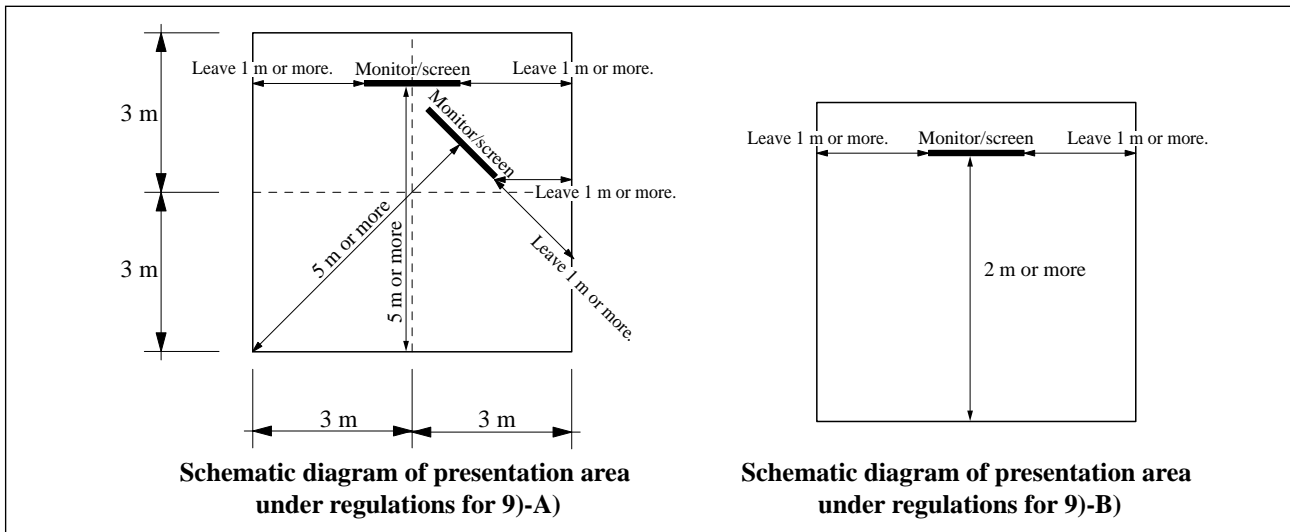 Leave 1 m or more.
Monitor/screen
Leave 1 m or more.
3 m
Monitor/screen
Leave 1 m or more.
5 m or more
5 m or more
Leave 1 m or more.
3 m
3 m
3 m
Schematic diagram of presentation area
under regulations for 9)-A)
Leave 1 m or more.
Monitor/screen
Leave 1 m or more.
2 m or more
Schematic diagram of presentation area
under regulations for 9)-B)